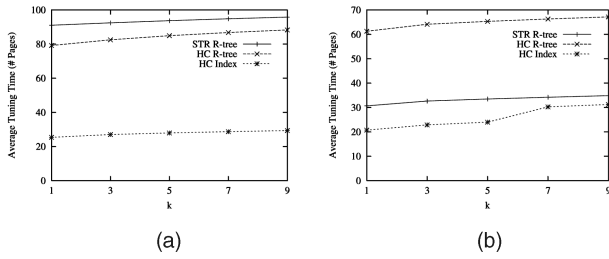 Average Tuning Time (# Pages)
100
80
60
40
20
0
STR R-tree
HC R-tree
HC Index
1 3 5 7 9
k
(a)
Average Tuning Time (# Pages)
70
60
50
40
30
20
10
0
STR R-tree
HC R-tree
HC Index
1 3 5 7 9
k
(b)